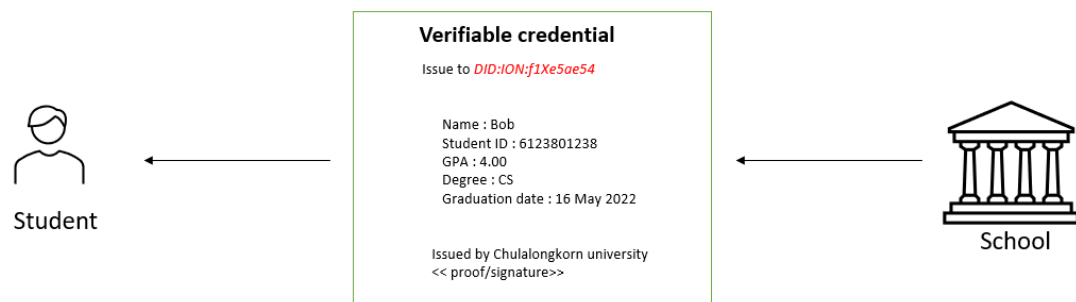 Verifiable credential
Issue to DID:ION:f1Xe5ae54
Name : Bob
Student ID : 6123801238
GPA : 4.00
Degree : CS
Graduation date : 16 May 2022
Issued by Chulalongkorn university
<< proof/signature>>
Student
School